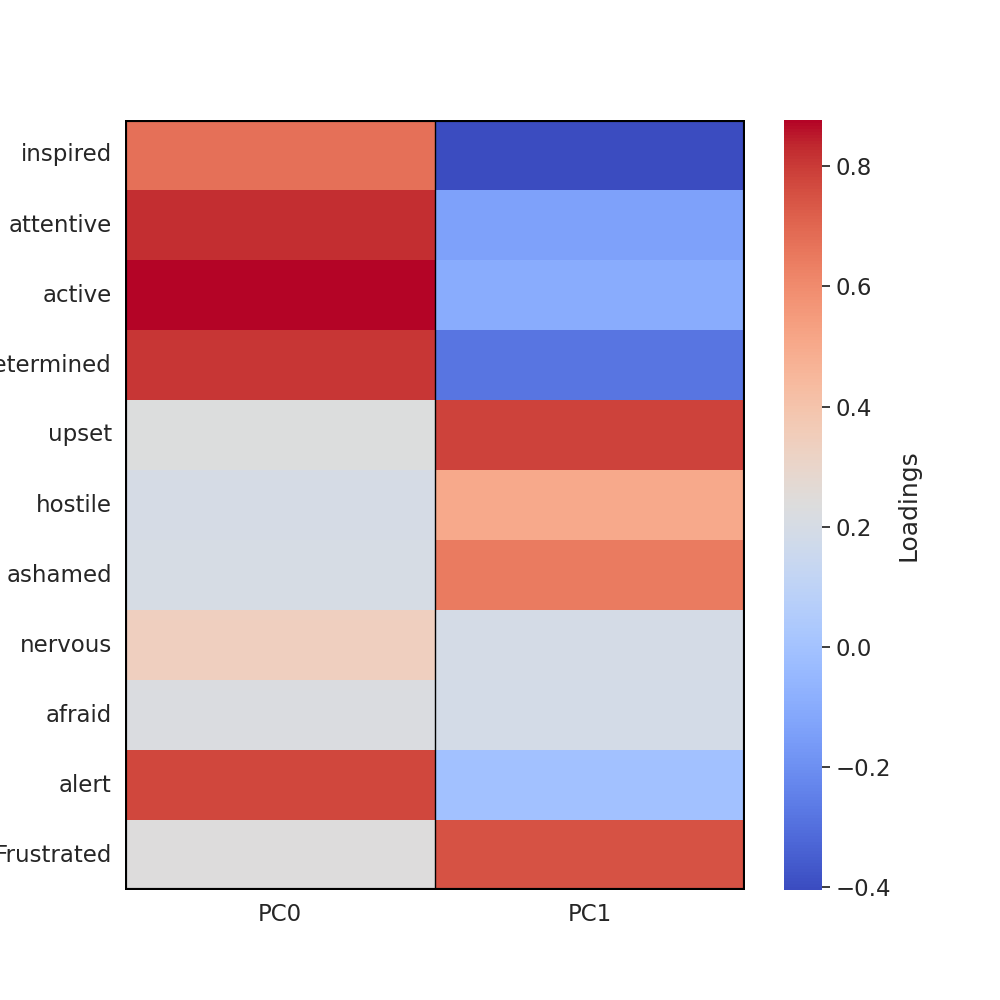 inspired
attentive
active
etermined
upset
hostile
ashamed
nervous
afraid
alert
Frustrated
PC0
PC1
0.8
0.6
0.4
0.2
0.0
−0.2
−0.4
Loadings